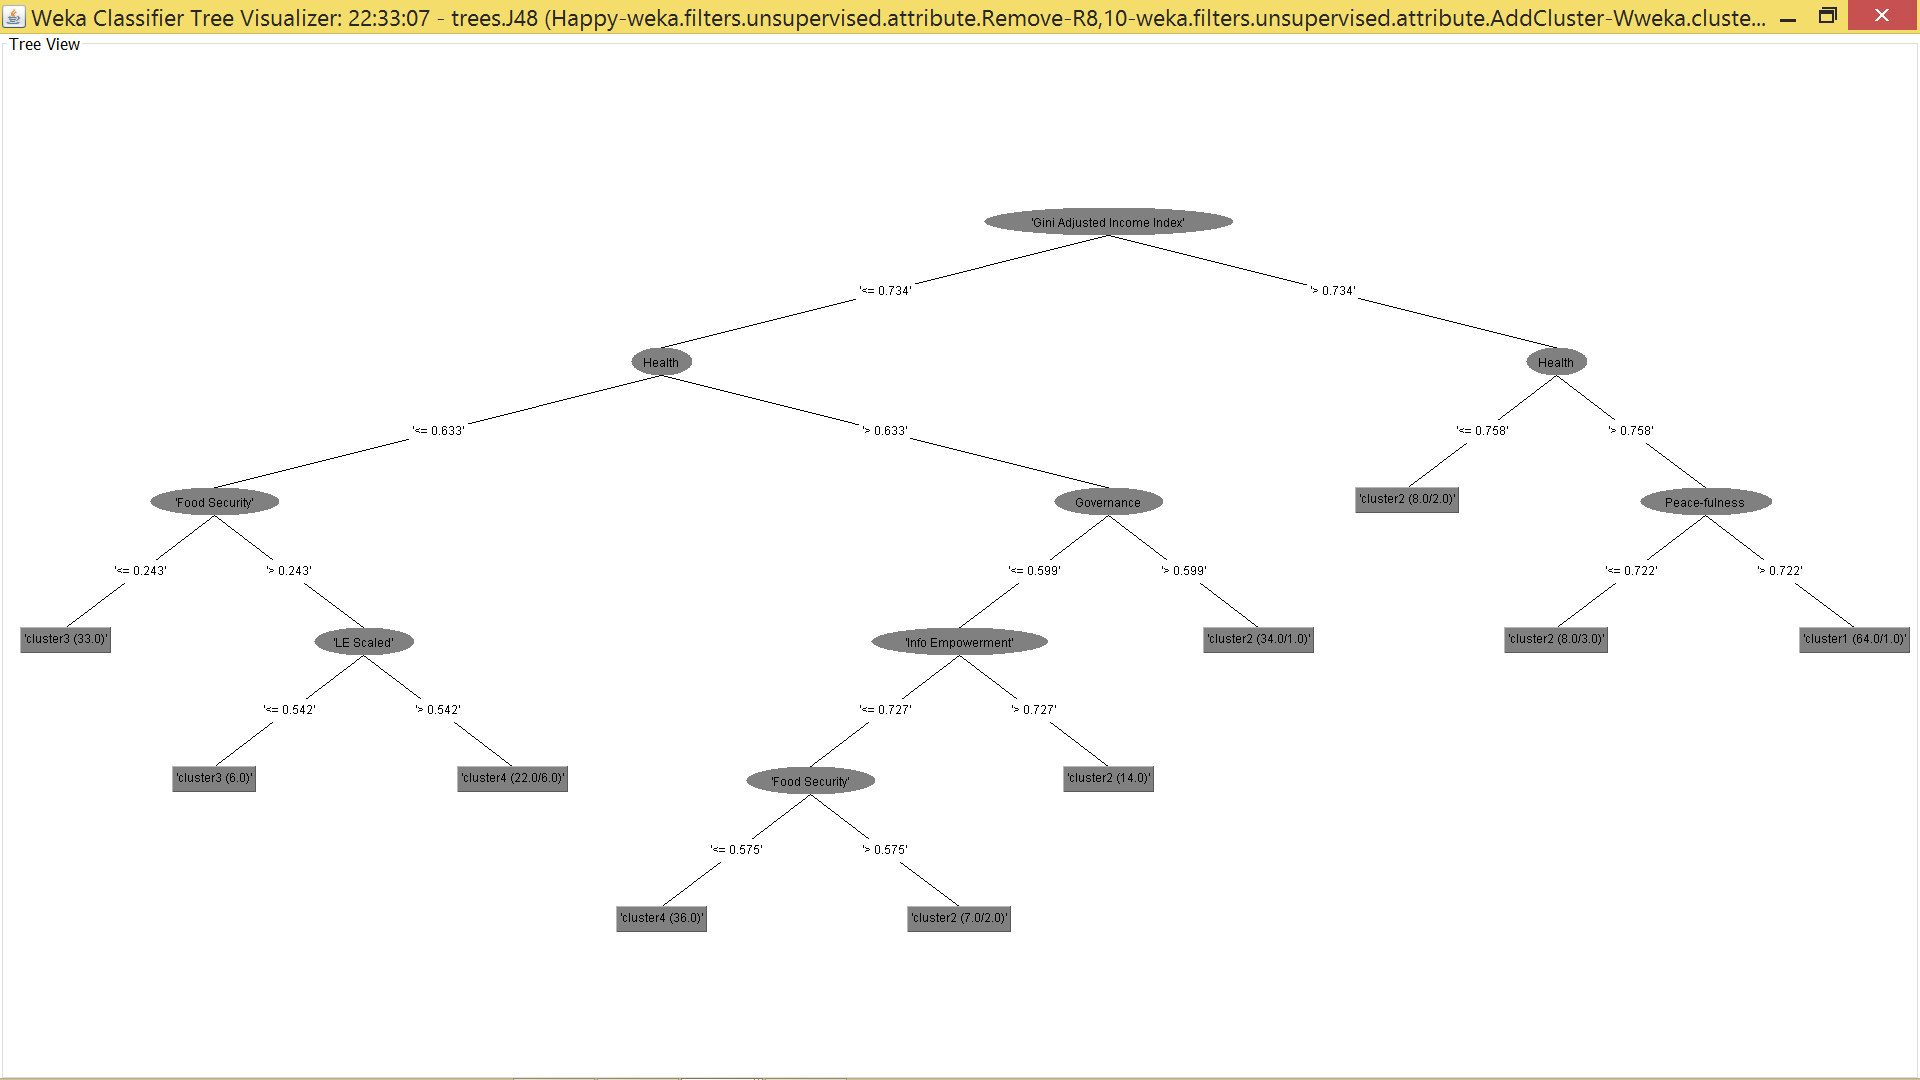 Weka Classifier Tree Visualizer: 22:33:07 - trees.J48 (Happy-weka.filters.unsupervised.attribute.Remove-R8,10-weka.filters.unsupervised.attribute.AddCluster-Wweka.cluste...
Tree View
'Gini Adjusted Income Index'
'<= 0.734'
'> 0.734'
Health
Health
'<= 0.633'
'> 0.633'
'<= 0.758'
'> 0.758'
'Food Security'
Governance
'cluster2 (8.0/2.0)'
Peace-fulness
'<= 0.243'
'> 0.243'
'<= 0.599'
'> 0.599'
'<= 0.722'
'> 0.722'
'cluster3 (33.0)'
'LE Scaled'
'Info Empowerment'
'cluster2 (34.0/1.0)'
'cluster2 (8.0/3.0)'
'cluster1 (64.0/1.0)'
'<= 0.542'
'> 0.542'
'<= 0.727'
'> 0.727'
'cluster3 (6.0)'
'cluster4 (22.0/6.0)'
'Food Security'
'cluster2 (14.0)'
'<= 0.575'
'> 0.575'
'cluster4 (36.0)'
'cluster2 (7.0/2.0)'